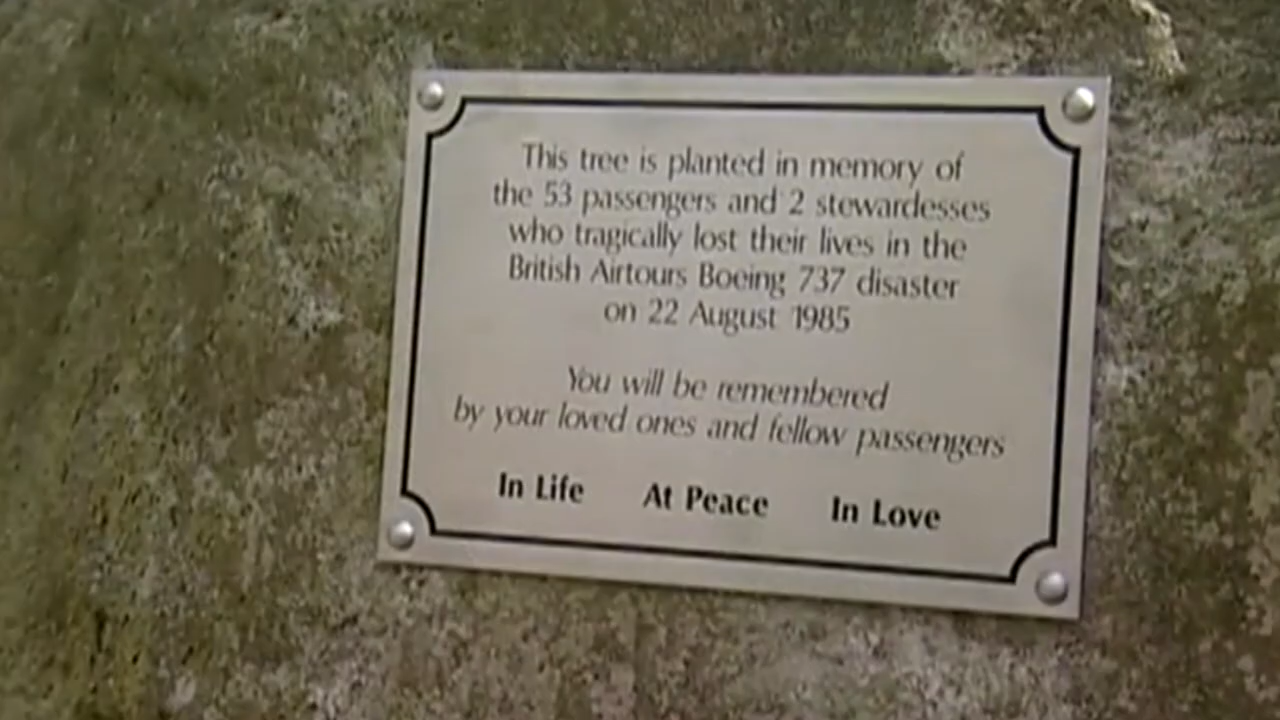 This tree is planted in memory of
the 53 passengers and 2 stewardesses
who tragically lost their lives in the
British Airtours Boeing 737 disaster
on 22 August 1985
You will be remembered
by your loved ones and fellow passengers
In Life At Peace In Love